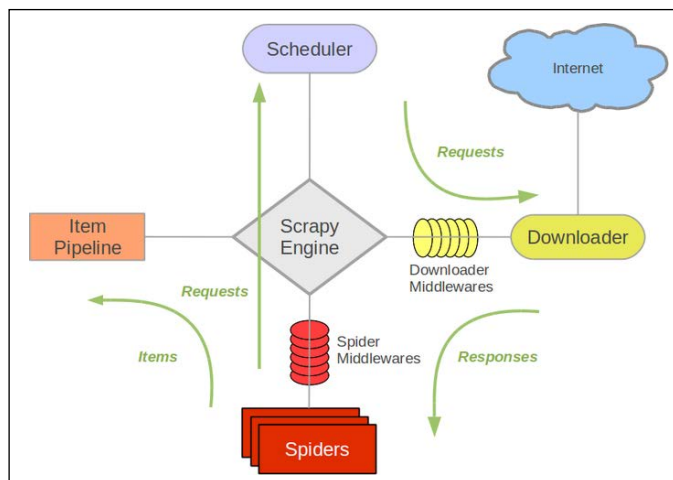 Scheduler
Internet
Requests
Item
Pipeline
Scrapy
Engine
Downloader
Downloader
Middlewares
Requests
Spider
Middlewares
Items
Responses
Spiders